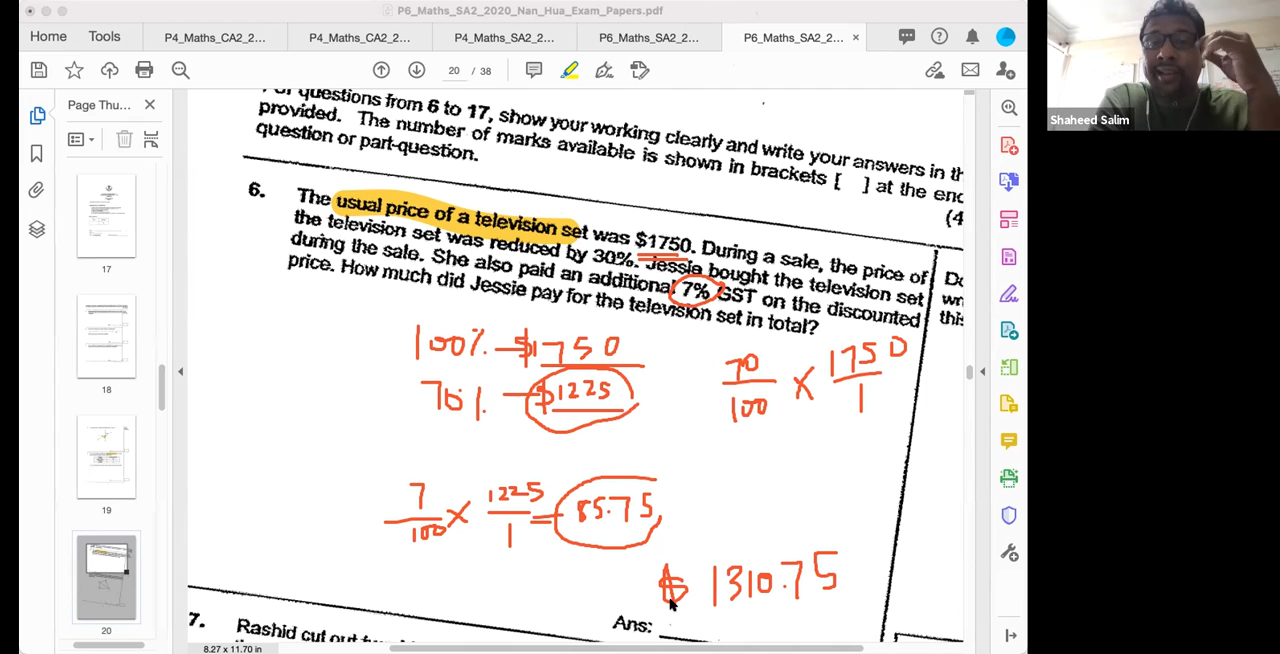 P6_Maths_SA2_2020_Nan_Hua_Exam_Papers.pdf
Home Tools P4_Maths_CA2_2... P4_Maths_CA2_2... P4_Maths_SA2_2... P6_Maths_SA2_2... P6_Maths_SA2_2... ×
20 / 38
Page Thu...
17
18
19
20
For questions from 6 to 17, show your working clearly and write your answers in th
provided. The number of marks available is shown in brackets [ ] at the end
question or part-question.
(4
6. The usual price of a television set was $1750. During a sale, the price of
the television set was reduced by 30%. Jessie bought the television set
during the sale. She also paid an additional 7% GST on the discounted
price. How much did Jessie pay for the television set in total?
Do
wri
this
100% - $1750
70% - $1225
70/100 × 1750/1
7/100 × 1225/1 = 85.75
$ 1310.75
Ans:
7. Rashid cut out
8.27 x 11.70 in
Shaheed Salim